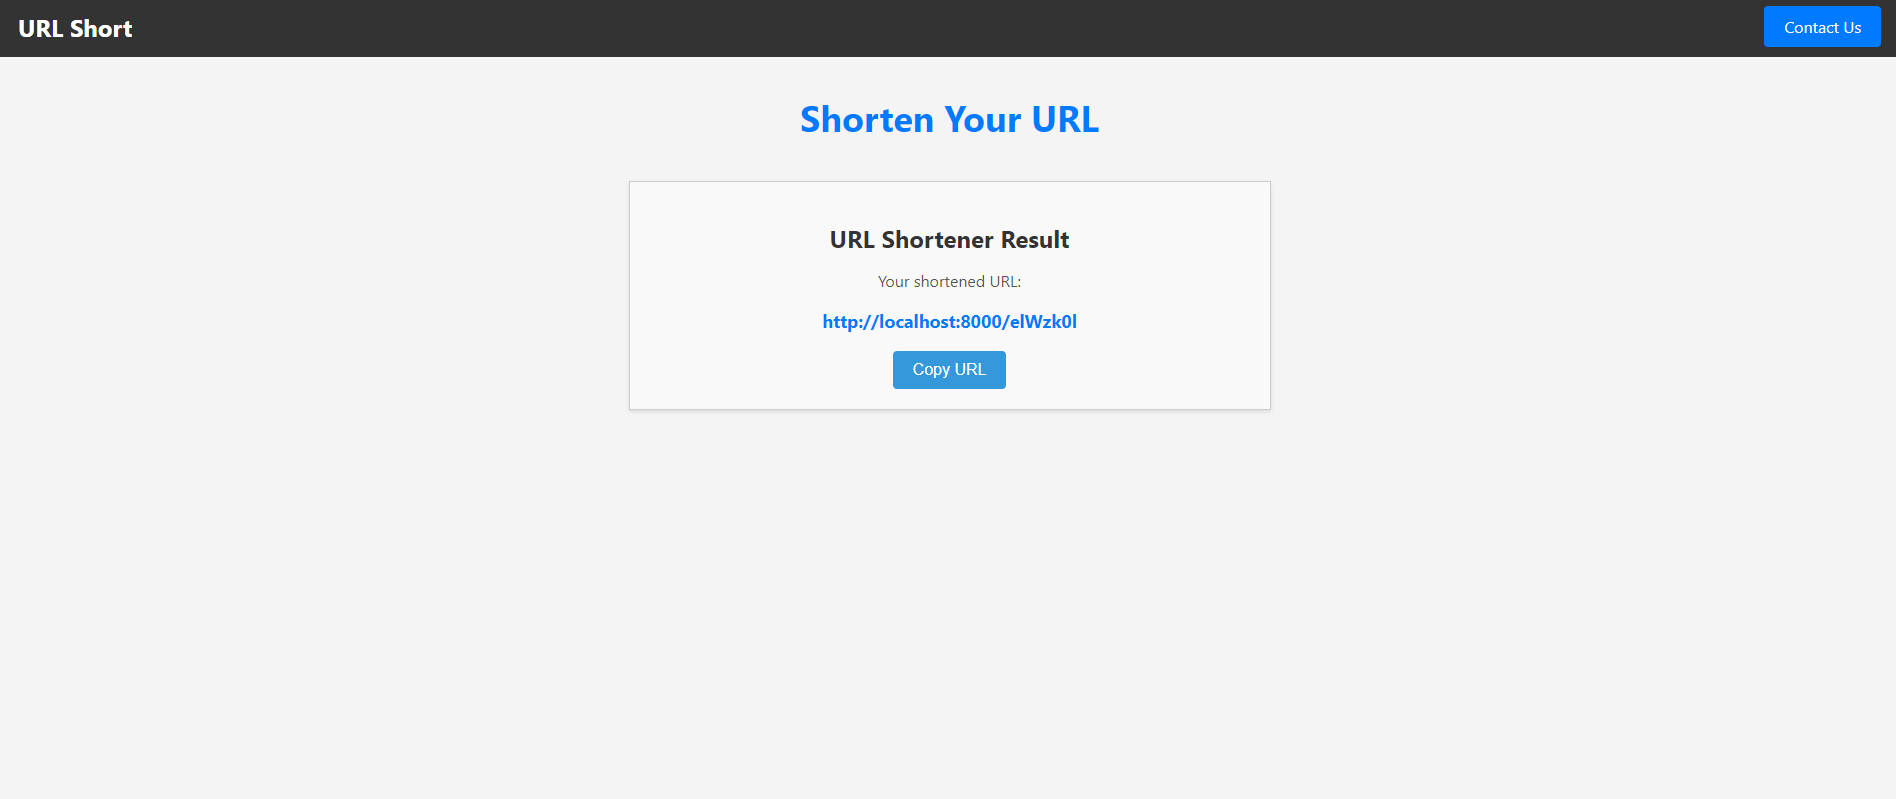 URL Short
Contact Us
Shorten Your URL
URL Shortener Result
Your shortened URL:
http://localhost:8000/elWzk0l
Copy URL